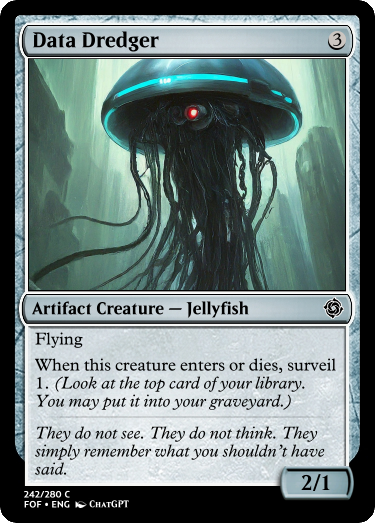 Data Dredger 3
Artifact Creature — Jellyfish
Flying
When this creature enters or dies, surveil
1. (Look at the top card of your library.
You may put it into your graveyard.)
They do not see. They do not think. They
simply remember what you shouldn't have
said.
2/1
242/280 C
FOF • ENG ChatGPT